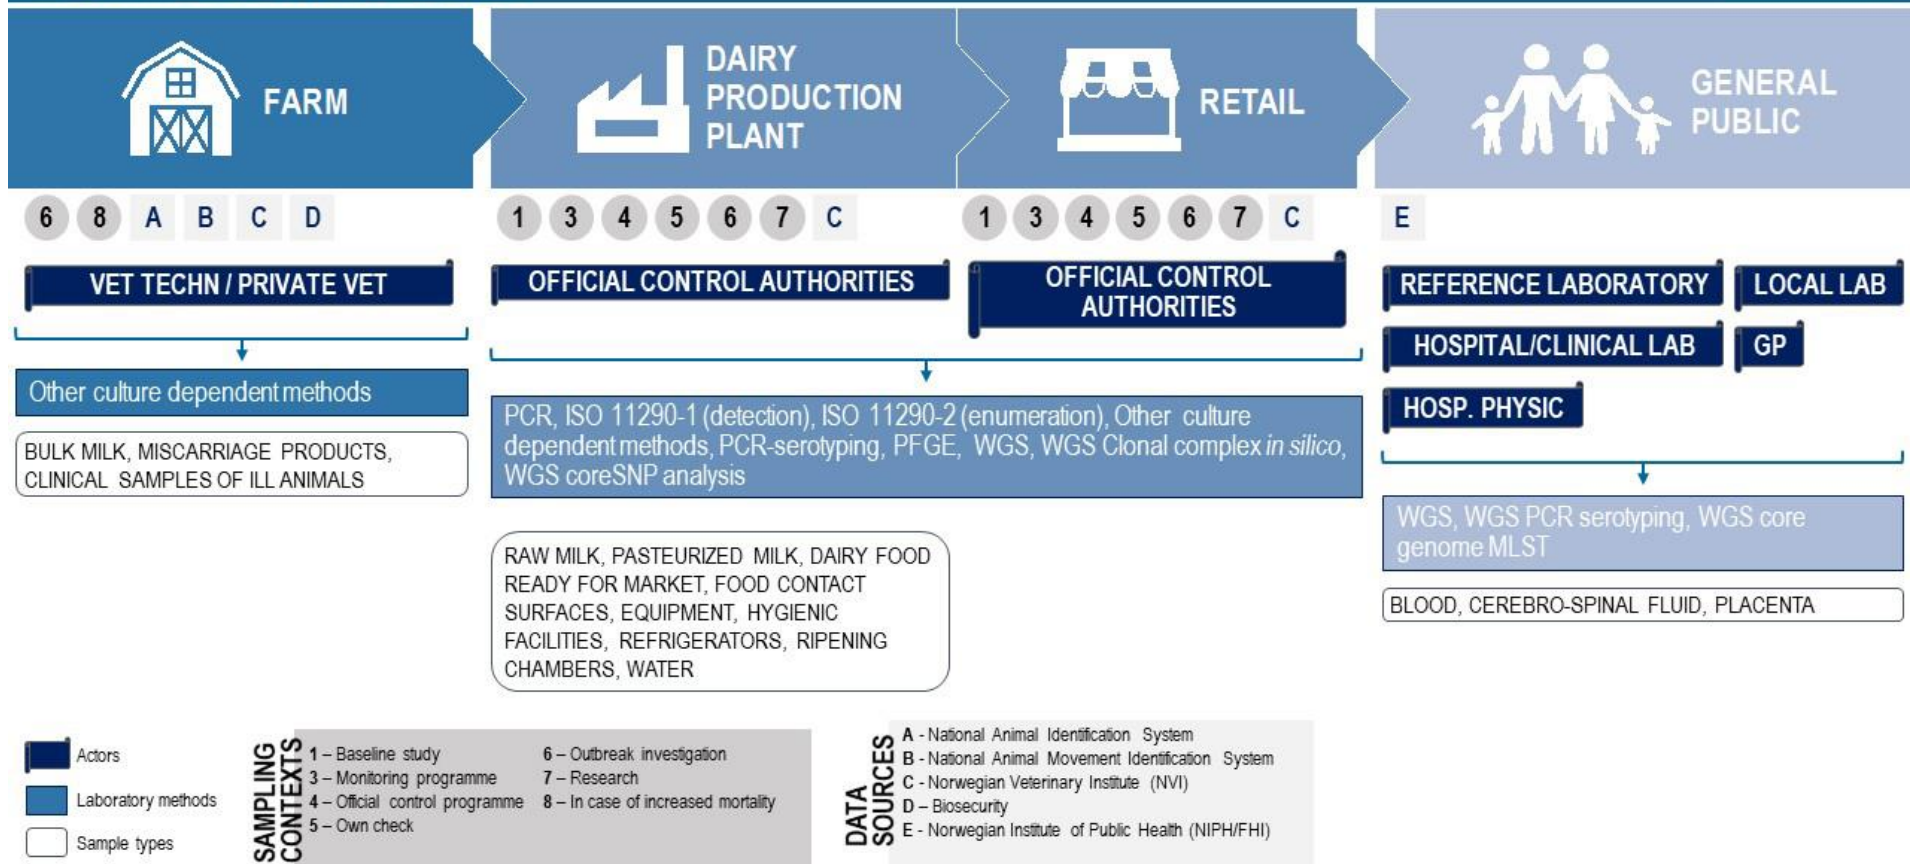 FARM
DAIRY
PRODUCTION
PLANT
RETAIL
GENERAL
PUBLIC
6 8 A B C D
1 3 4 5 6 7 C
1 3 4 5 6 7 C
E
VET TECHN / PRIVATE VET
OFFICIAL CONTROL AUTHORITIES
OFFICIAL CONTROL
AUTHORITIES
REFERENCE LABORATORY
LOCAL LAB
HOSPITAL/CLINICAL LAB
GP
HOSP. PHYSIC
Other culture dependent methods
BULK MILK, MISCARRIAGE PRODUCTS,
CLINICAL SAMPLES OF ILL ANIMALS
PCR, ISO 11290-1 (detection), ISO 11290-2 (enumeration), Other culture
dependent methods, PCR-serotyping, PFGE, WGS, WGS Clonal complex in silico,
WGS coreSNP analysis
RAW MILK, PASTEURIZED MILK, DAIRY FOOD
READY FOR MARKET, FOOD CONTACT
SURFACES, EQUIPMENT, HYGIENIC
FACILITIES, REFRIGERATORS, RIPENING
CHAMBERS, WATER
WGS, WGS PCR serotyping, WGS core
genome MLST
BLOOD, CEREBRO-SPINAL FLUID, PLACENTA
Actors
Laboratory methods
Sample types
SAMPLING
CONTEXTS
1 – Baseline study
3 – Monitoring programme
4 – Official control programme
5 – Own check
6 – Outbreak investigation
7 – Research
8 – In case of increased mortality
DATA
SOURCES
A - National Animal Identification System
B - National Animal Movement Identification System
C - Norwegian Veterinary Institute (NVI)
D – Biosecurity
E - Norwegian Institute of Public Health (NIPH/FHI)